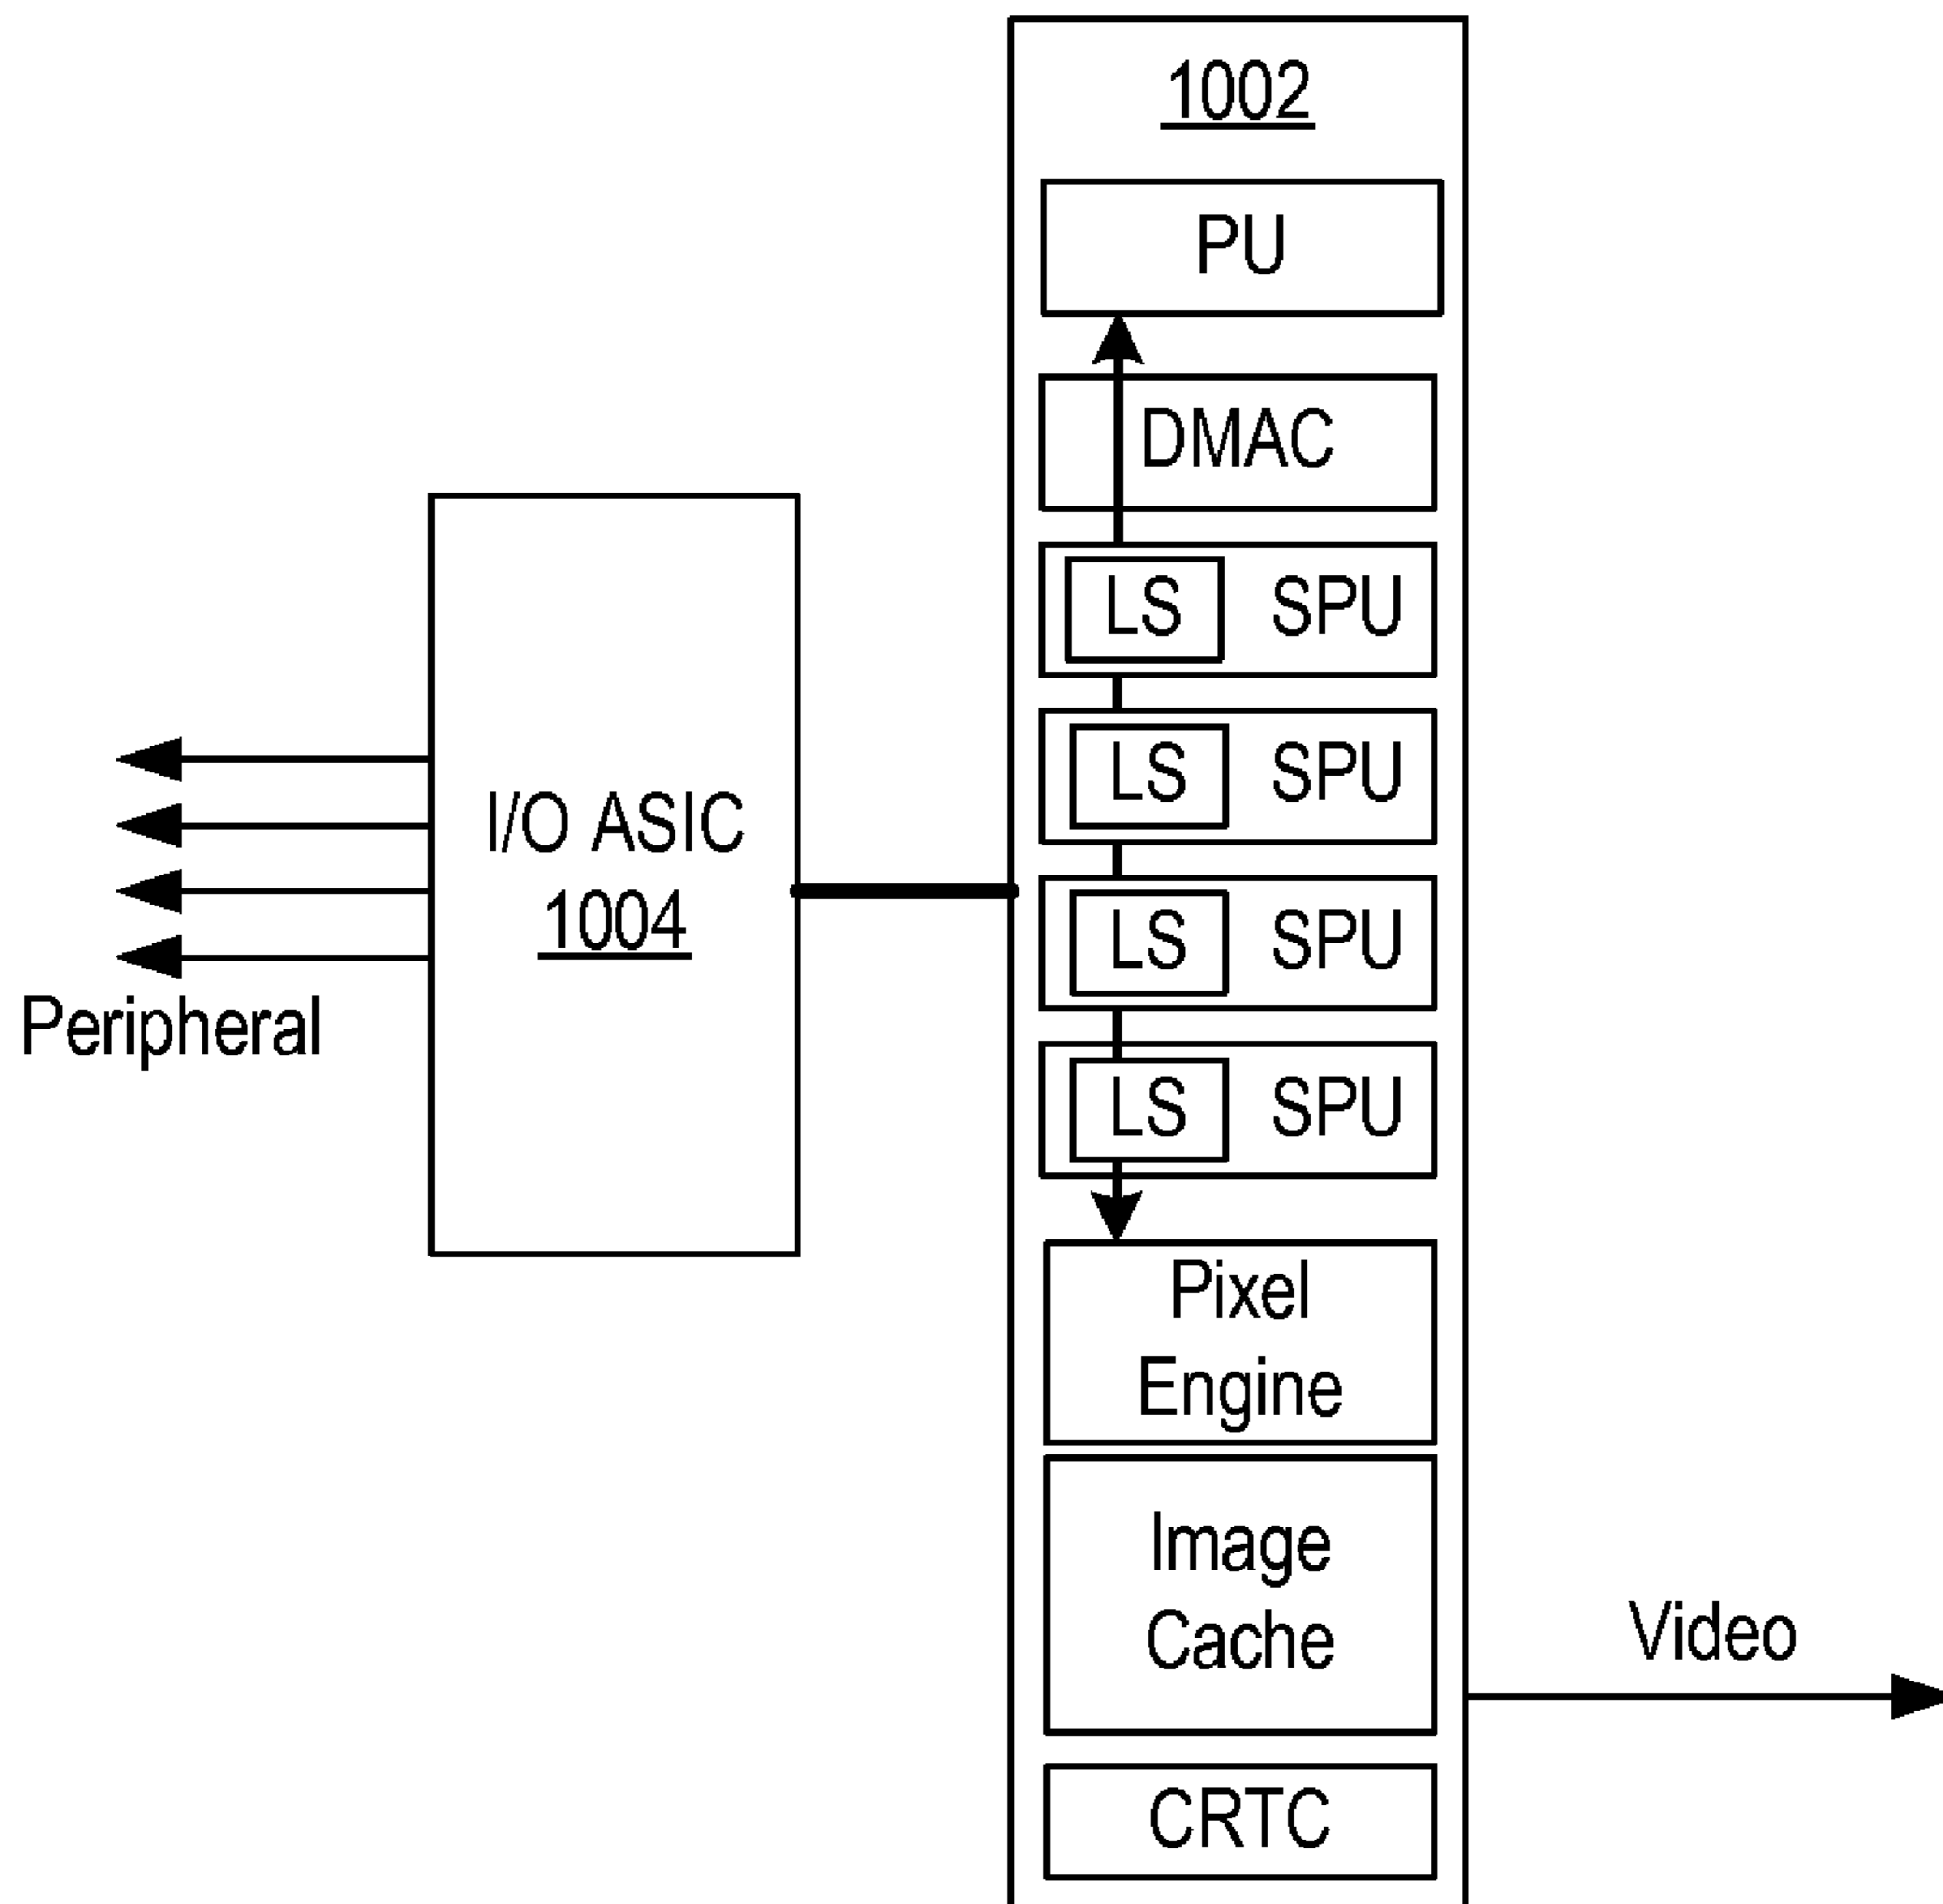 1002
PU
DMAC
LS SPU
LS SPU
LS SPU
LS SPU
Pixel
Engine
Image
Cache
CRTC
I/O ASIC
1004
Peripheral
Video